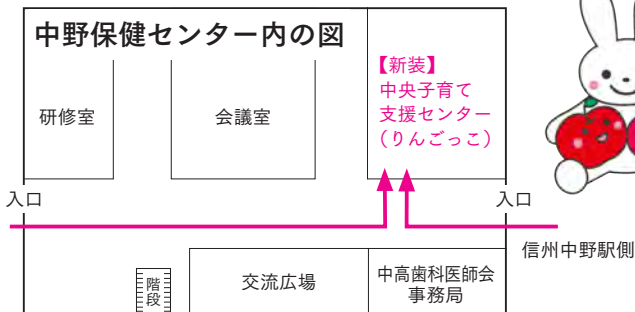 中野保健センター内の図
研修室
会議室
【新装】
中央子育て
支援センター
（りんごっこ）
入口
入口
信州中野駅側
階段
交流広場
中高歯科医師会
事務局